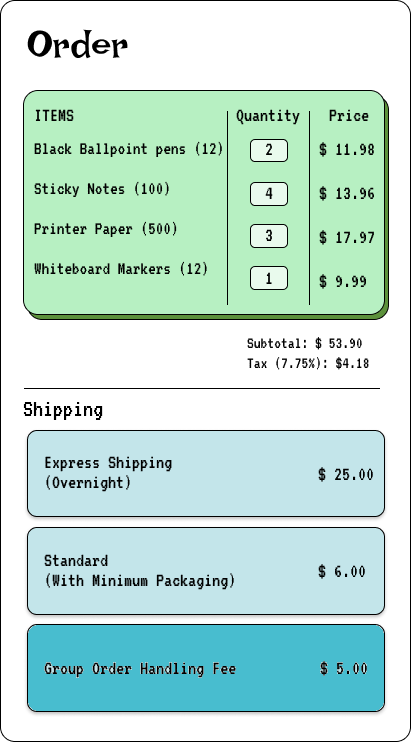 Order
ITEMS Quantity Price
Black Ballpoint pens (12) 2 $ 11.98
Sticky Notes (100) 4 $ 13.96
Printer Paper (500) 3 $ 17.97
Whiteboard Markers (12) 1 $ 9.99
Subtotal: $ 53.90
Tax (7.75%): $4.18
Shipping
Express Shipping
(Overnight) $ 25.00
Standard
(With Minimum Packaging) $ 6.00
Group Order Handling Fee $ 5.00